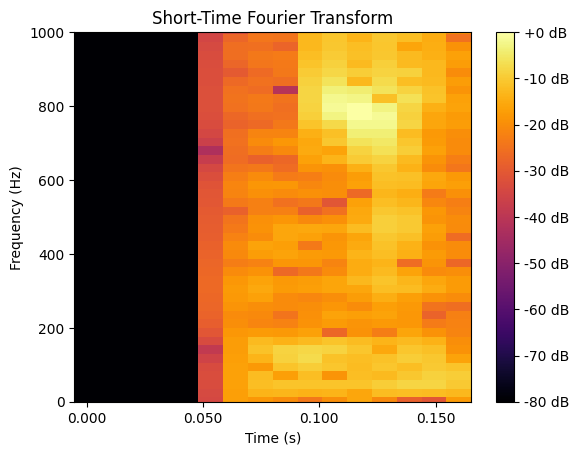 Short-Time Fourier Transform
1000
800
600
400
200
0
Frequency (Hz)
0.000
0.050
0.100
0.150
Time (s)
+0 dB
-10 dB
-20 dB
-30 dB
-40 dB
-50 dB
-60 dB
-70 dB
-80 dB